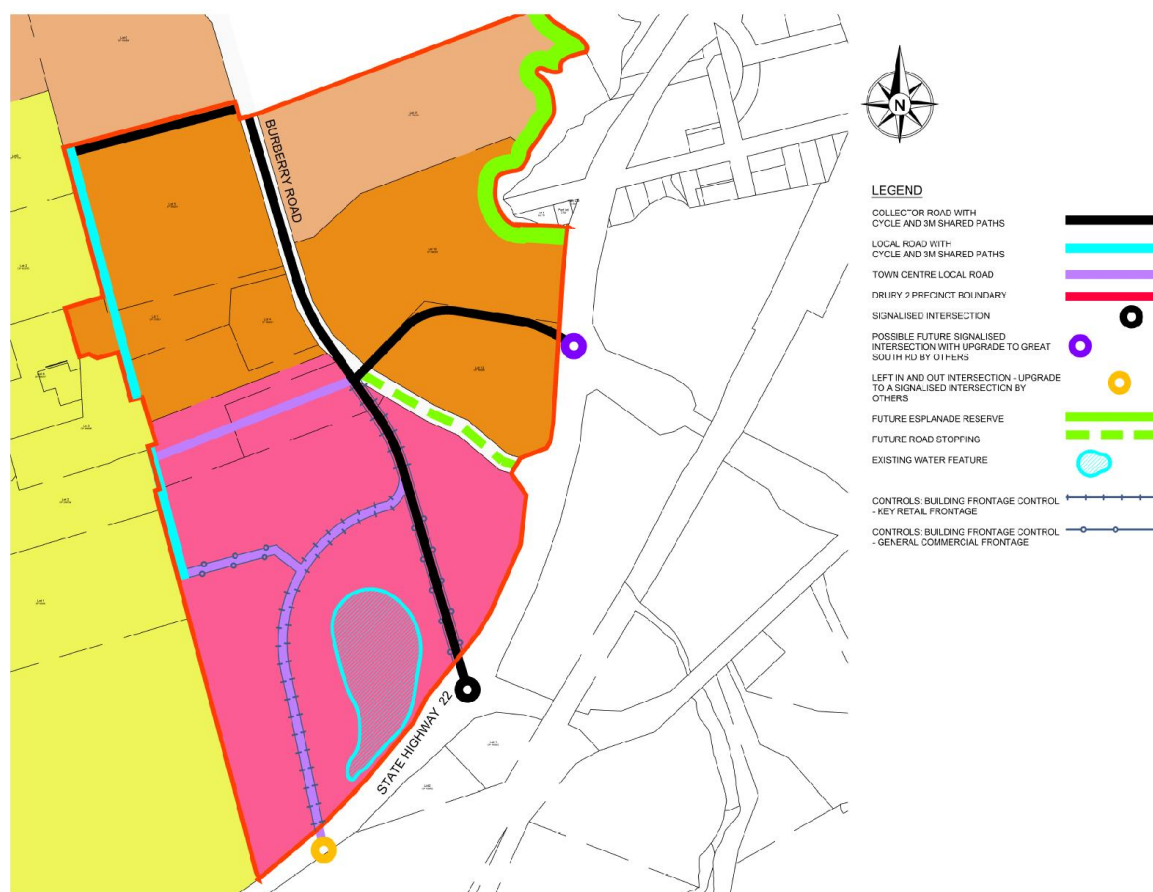 BURBERRY ROAD
STATE HIGHWAY 22
N
LEGEND
COLLECTOR ROAD WITH
CYCLE AND 3M SHARED PATHS
LOCAL ROAD WITH
CYCLE AND 3M SHARED PATHS
TOWN CENTRE LOCAL ROAD
DRURY 2 PRECINCT BOUNDARY
SIGNALISED INTERSECTION
POSSIBLE FUTURE SIGNALISED
INTERSECTION WITH UPGRADE TO GREAT
SOUTH RD BY OTHERS
LEFT IN AND OUT INTERSECTION - UPGRADE
TO A SIGNALISED INTERSECTION BY
OTHERS
FUTURE ESPLANADE RESERVE
FUTURE ROAD STOPPING
EXISTING WATER FEATURE
CONTROLS: BUILDING FRONTAGE CONTROL
- KEY RETAIL FRONTAGE
CONTROLS: BUILDING FRONTAGE CONTROL
- GENERAL COMMERCIAL FRONTAGE